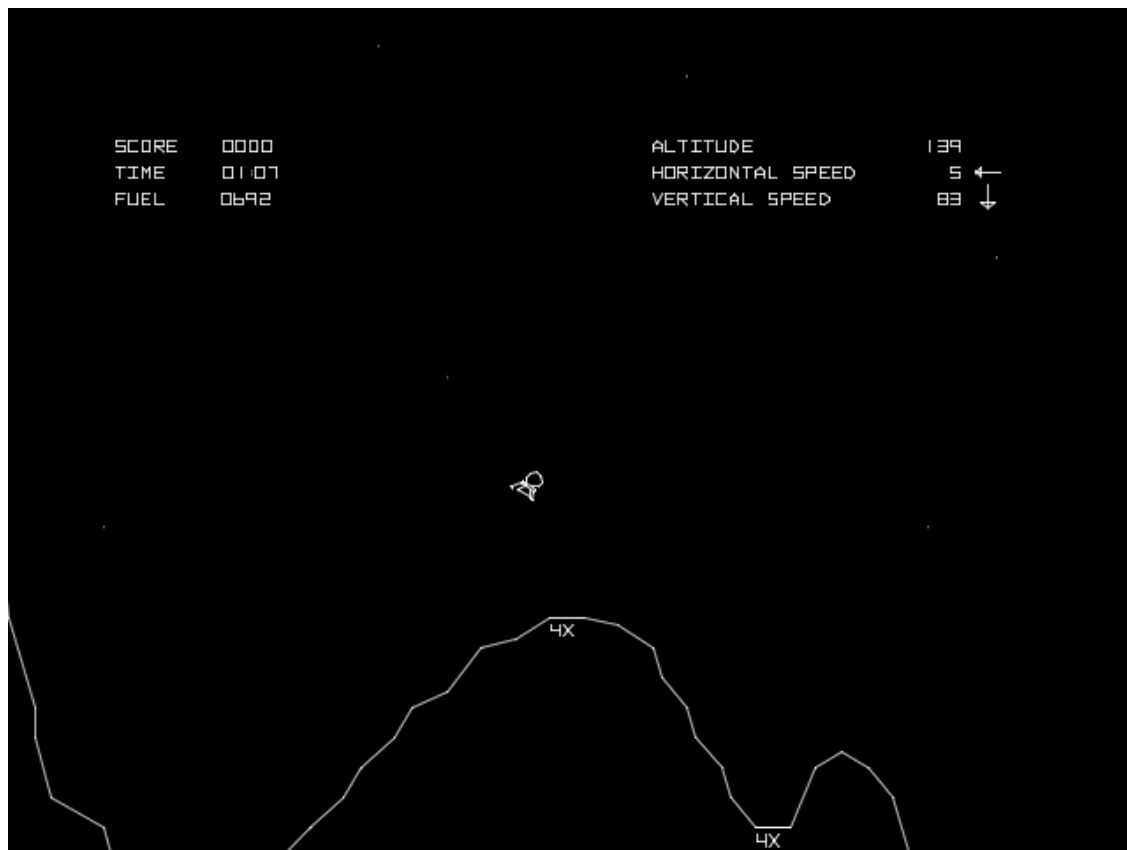 SCORE 0000
TIME 01:07
FUEL 0692
ALTITUDE 139
HORIZONTAL SPEED 5 ←
VERTICAL SPEED 83 ↓
4X
4X